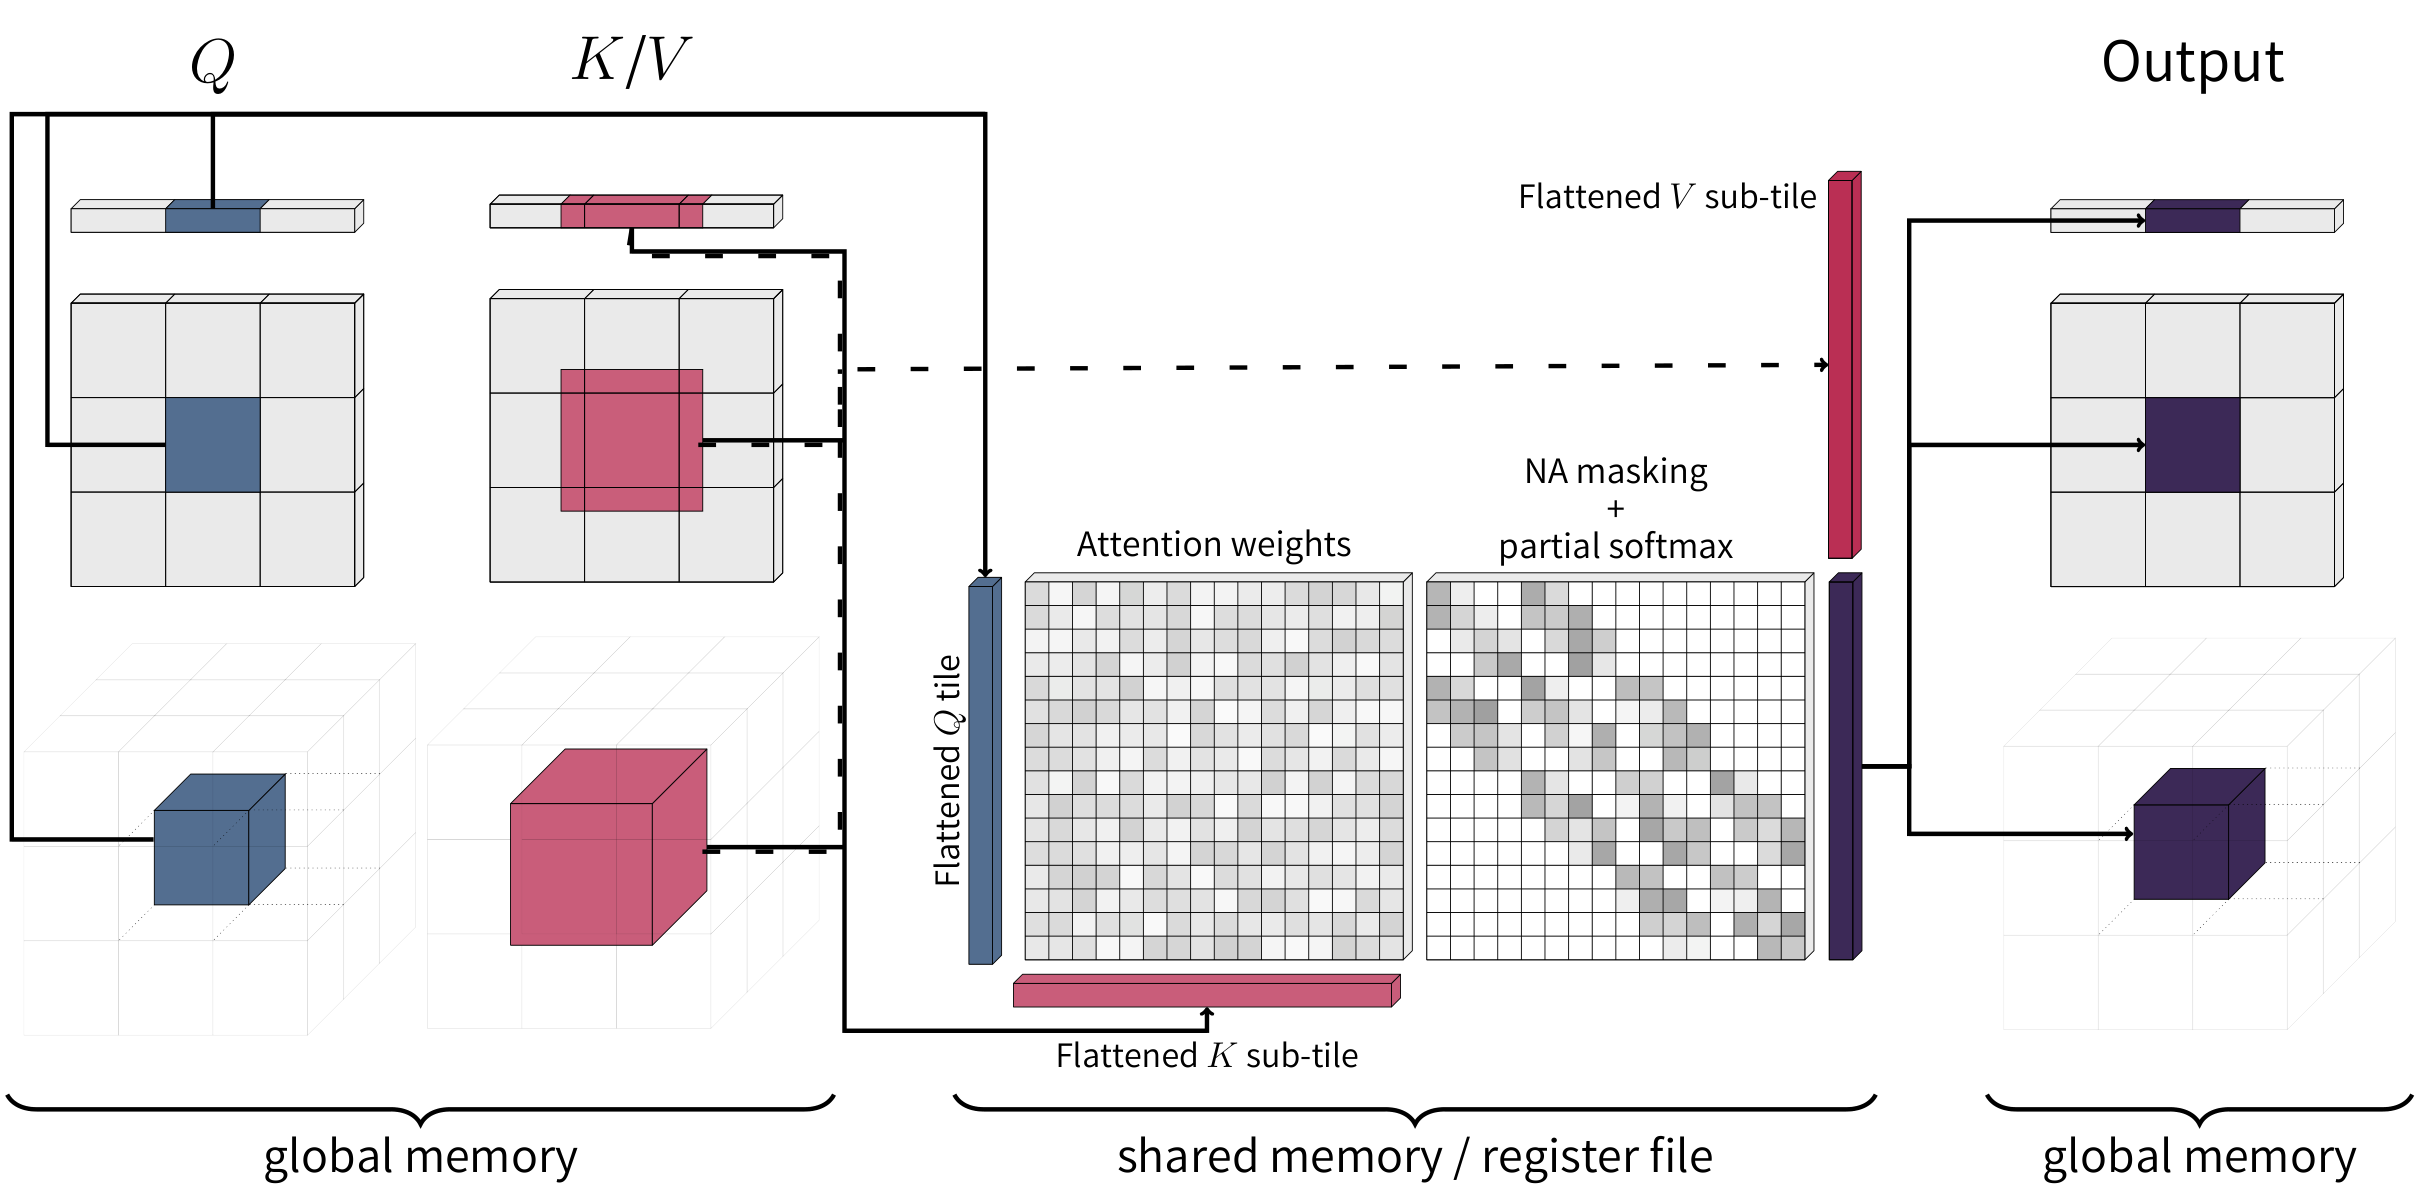 Q
K/V
Output
Flattened V sub-tile
NA masking
+
partial softmax
Attention weights
Flattened Q tile
Flattened K sub-tile
global memory
shared memory / register file
global memory